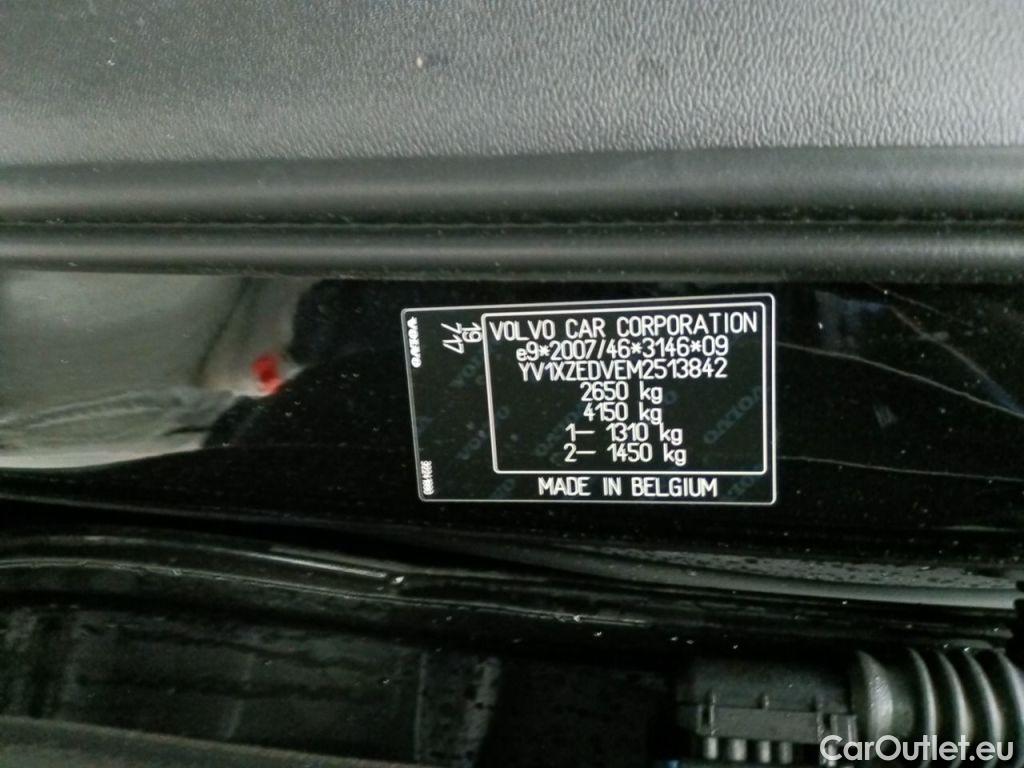 VOLVO
VOLVO CAR CORPORATION
e9*2007/46*3146*09
YV1XZEDVEM2513842
2650 kg
4150 kg
1– 1310 kg
2– 1450 kg
MADE IN BELGIUM
CarOutlet.eu